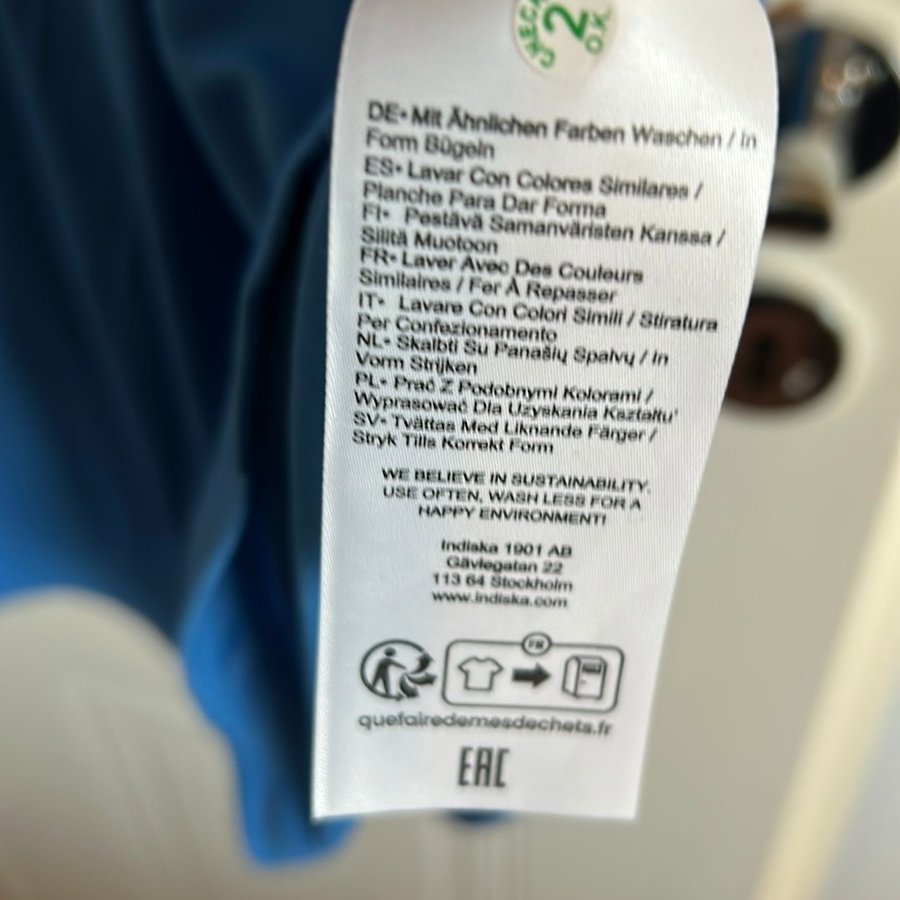 CHECK
2
O.K.
DE• Mit Ähnlichen Farben Waschen / In
Form Bügeln
ES• Lavar Con Colores Similares /
Planche Para Dar Forma
FI• Pestävä Samanväristen Kanssa /
Silitä Muotoon
FR• Laver Avec Des Couleurs
Similaires / Fer À Repasser
IT• Lavare Con Colori Simili / Stiratura
Per Confezionamento
NL• Skalbti Su Panašių Spalvų / In
Vorm Strijken
PL• Prać Z Podobnymi Kolorami /
Wyprasować Dla Uzyskania Kształtu'
SV• Tvättas Med Liknande Färger /
Stryk Tills Korrekt Form
WE BELIEVE IN SUSTAINABILITY.
USE OFTEN, WASH LESS FOR A
HAPPY ENVIRONMENT!
Indiska 1901 AB
Gävlegatan 22
113 64 Stockholm
www.indiska.com
FR
quefairedemesdechets.fr
EAC